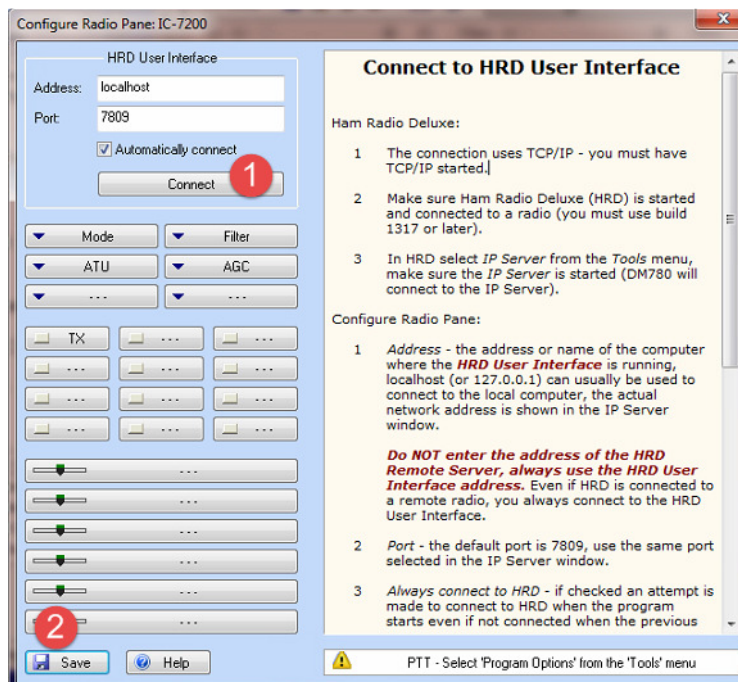 Configure Radio Pane: IC-7200
HRD User Interface
Address: localhost
Port: 7809
Automatically connect
Connect 1
Mode Filter
ATU AGC
... ...
TX ... ...
... ... ...
... ... ...
... ... ...
...
...
...
...
...
...
2
Save Help
Connect to HRD User Interface
Ham Radio Deluxe:
1 The connection uses TCP/IP - you must have
TCP/IP started.
2 Make sure Ham Radio Deluxe (HRD) is started
and connected to a radio (you must use build
1317 or later).
3 In HRD select IP Server from the Tools menu,
make sure the IP Server is started (DM780 will
connect to the IP Server).
Configure Radio Pane:
1 Address - the address or name of the computer
where the HRD User Interface is running,
localhost (or 127.0.0.1) can usually be used to
connect to the local computer, the actual
network address is shown in the IP Server
window.
Do NOT enter the address of the HRD
Remote Server, always use the HRD User
Interface address. Even if HRD is connected to
a remote radio, you always connect to the HRD
User Interface.
2 Port - the default port is 7809, use the same port
selected in the IP Server window.
3 Always connect to HRD - if checked an attempt is
made to connect to HRD when the program
starts even if not connected when the previous
PTT - Select 'Program Options' from the 'Tools' menu